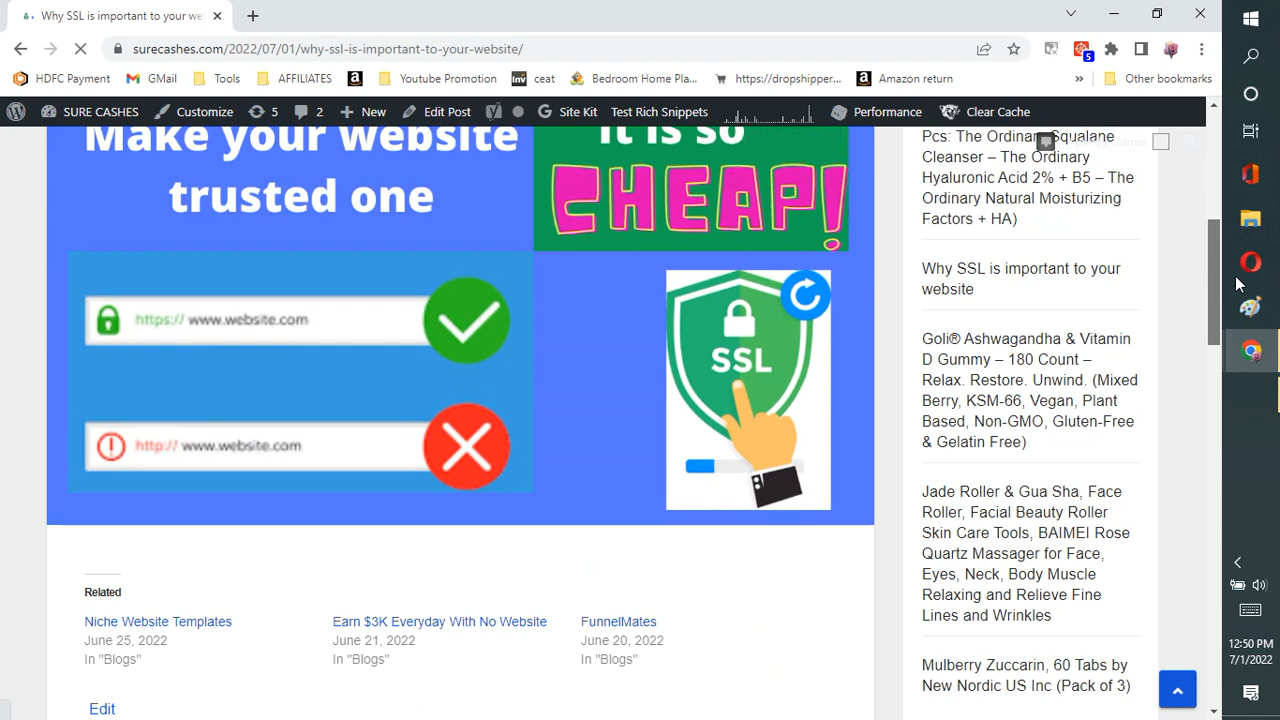 Why SSL is important to your we
surecashes.com/2022/07/01/why-ssl-is-important-to-your-website/
5
HDFC Payment
GMail
Tools
AFFILIATES
Youtube Promotion
Inv
ceat
Bedroom Home Pla...
https://dropshipper...
Amazon return
»
Other bookmarks
SURE CASHES
Customize
5
2
New
Edit Post
Site Kit
Test Rich Snippets
Performance
Clear Cache
Make your website
trusted one
It is so
CHEAP!
https:// www.website.com
http:// www.website.com
SSL
Related
Niche Website Templates
June 25, 2022
In "Blogs"
Earn $3K Everyday With No Website
June 21, 2022
In "Blogs"
FunnelMates
June 20, 2022
In "Blogs"
Edit
Pcs: The Ordinary Squalane
Cleanser – The Ordinary
Hyaluronic Acid 2% + B5 – The
Ordinary Natural Moisturizing
Factors + HA)
Why SSL is important to your
website
Goli® Ashwagandha & Vitamin
D Gummy – 180 Count –
Relax. Restore. Unwind. (Mixed
Berry, KSM-66, Vegan, Plant
Based, Non-GMO, Gluten-Free
& Gelatin Free)
Jade Roller & Gua Sha, Face
Roller, Facial Beauty Roller
Skin Care Tools, BAIMEI Rose
Quartz Massager for Face,
Eyes, Neck, Body Muscle
Relaxing and Relieve Fine
Lines and Wrinkles
Mulberry Zuccarin, 60 Tabs by
New Nordic US Inc (Pack of 3)
12:50 PM
7/1/2022